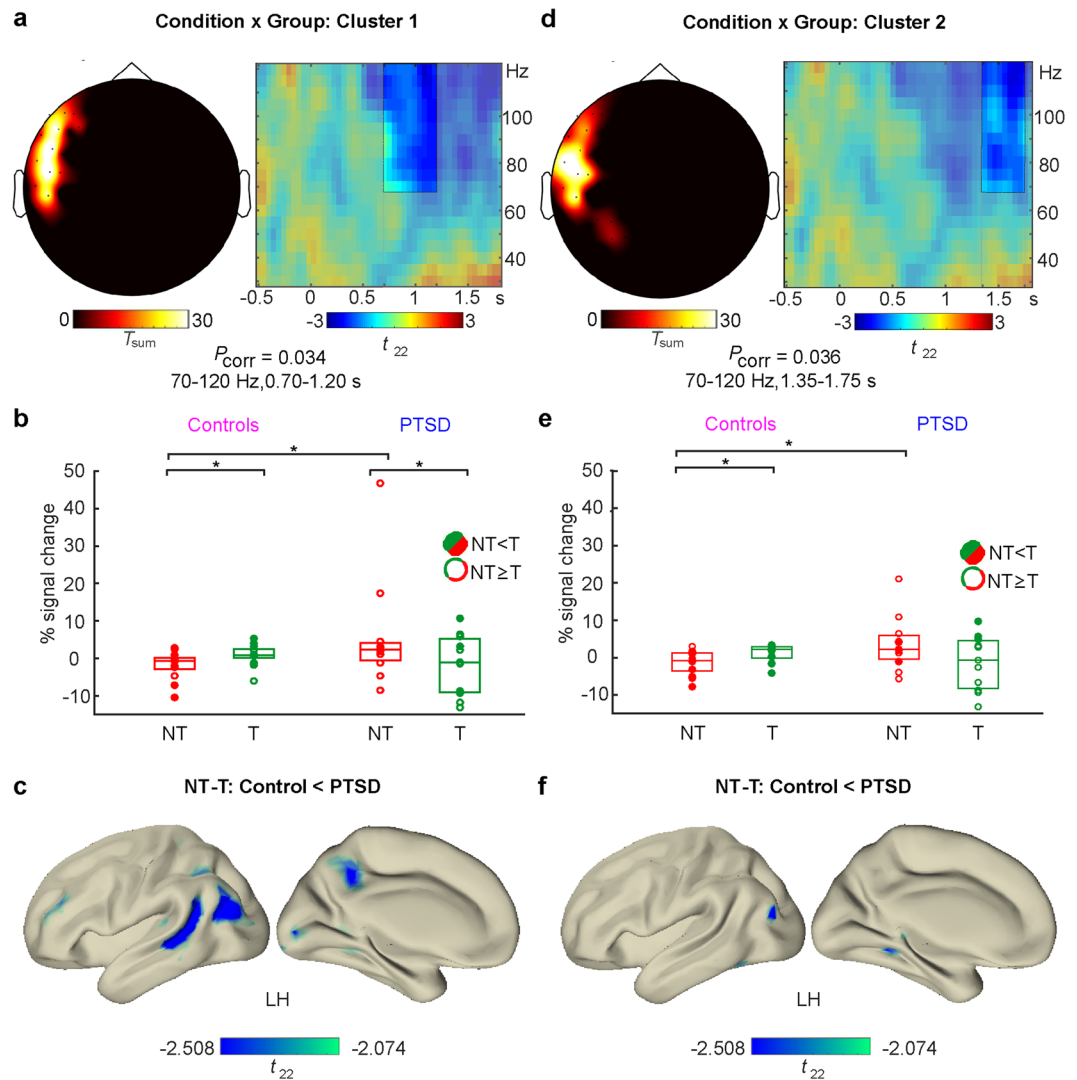 a
Condition x Group: Cluster 1
Hz
100
80
60
40
-0.5 0 0.5 1 1.5 s
0 30
Tsum
-3 3
t 22
Pcorr = 0.034
70-120 Hz,0.70-1.20 s
d
Condition x Group: Cluster 2
Hz
100
80
60
40
-0.5 0 0.5 1 1.5 s
0 30
Tsum
-3 3
t 22
Pcorr = 0.036
70-120 Hz,1.35-1.75 s
b
Controls PTSD
* * *
% signal change
50
40
30
20
10
0
-10
NT<T
NT≥T
NT T NT T
e
Controls PTSD
* *
% signal change
50
40
30
20
10
0
-10
NT<T
NT≥T
NT T NT T
c
NT-T: Control < PTSD
LH
-2.508 -2.074
t 22
f
NT-T: Control < PTSD
LH
-2.508 -2.074
t 22